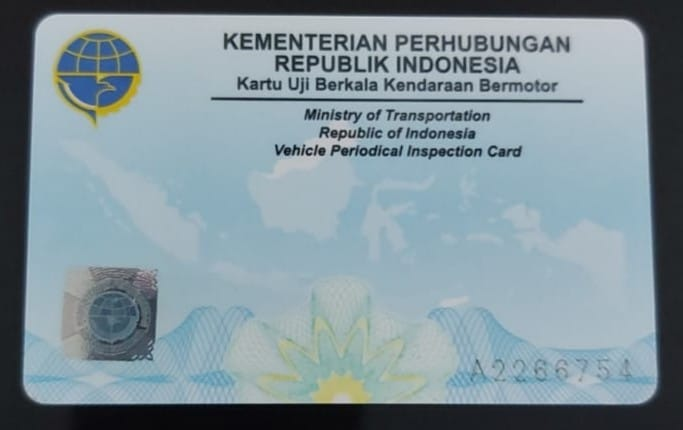 KEMENTERIAN PERHUBUNGAN
REPUBLIK INDONESIA
Kartu Uji Berkala Kendaraan Bermotor
Ministry of Transportation
Republic of Indonesia
Vehicle Periodical Inspection Card
A2266754